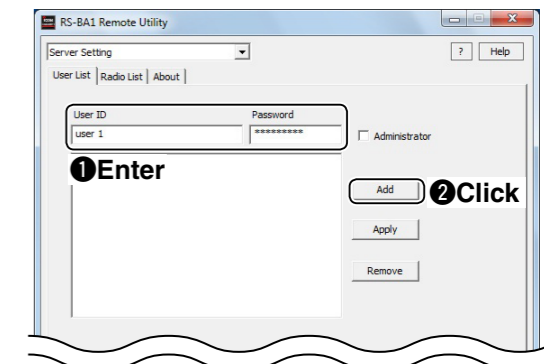 RS-BA1 Remote Utility
Server Setting
? Help
User List Radio List About
User ID Password
user 1 ********* Administrator
❶Enter
Add ❷Click
Apply
Remove